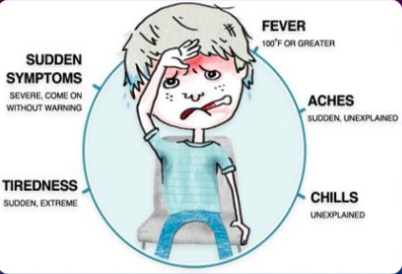 FEVER
100°F OR GREATER
SUDDEN
SYMPTOMS
SEVERE, COME ON
WITHOUT WARNING
ACHES
SUDDEN, UNEXPLAINED
TIREDNESS
SUDDEN, EXTREME
CHILLS
UNEXPLAINED